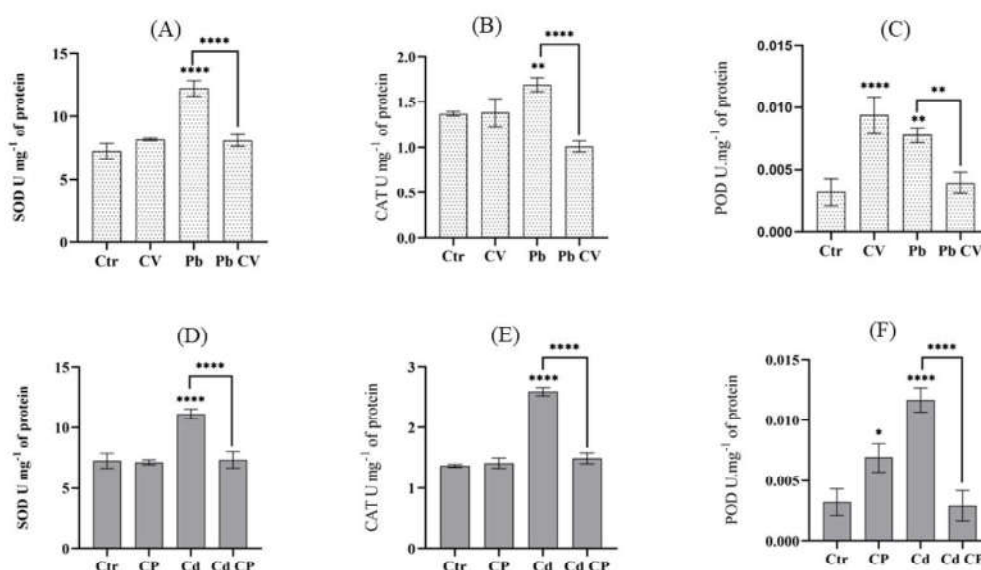 (A)
SOD U mg⁻¹ of protein
15
10
5
0
****
****
Ctr CV Pb Pb CV
(B)
CAT U mg⁻¹ of protein
2.0
1.5
1.0
0.5
0.0
****
**
Ctr CV Pb Pb CV
(C)
POD U.mg⁻¹ of protein
0.015
0.010
0.005
0.000
****
**
**
Ctr CV Pb Pb CV
(D)
SOD U mg⁻¹ of protein
15
10
5
0
****
****
Ctr CP Cd Cd CP
(E)
CAT U mg⁻¹ of protein
3
2
1
0
****
****
Ctr CP Cd Cd CP
(F)
POD U.mg⁻¹ of protein
0.015
0.010
0.005
0.000
****
****
*
Ctr CP Cd Cd CP